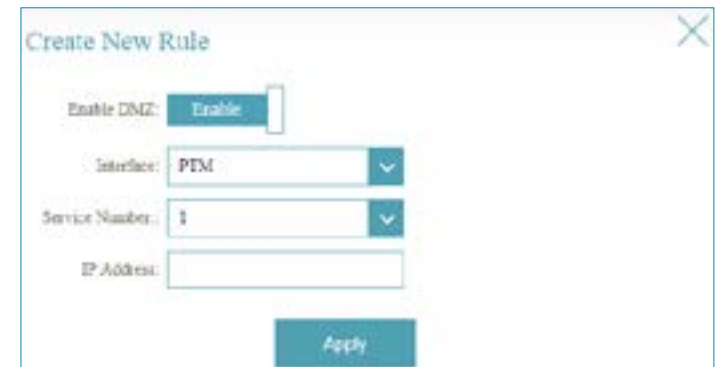 Create New Rule
Enable DMZ: Enable
Interface: PTM
Service Number.: 1
IP Address:
Apply